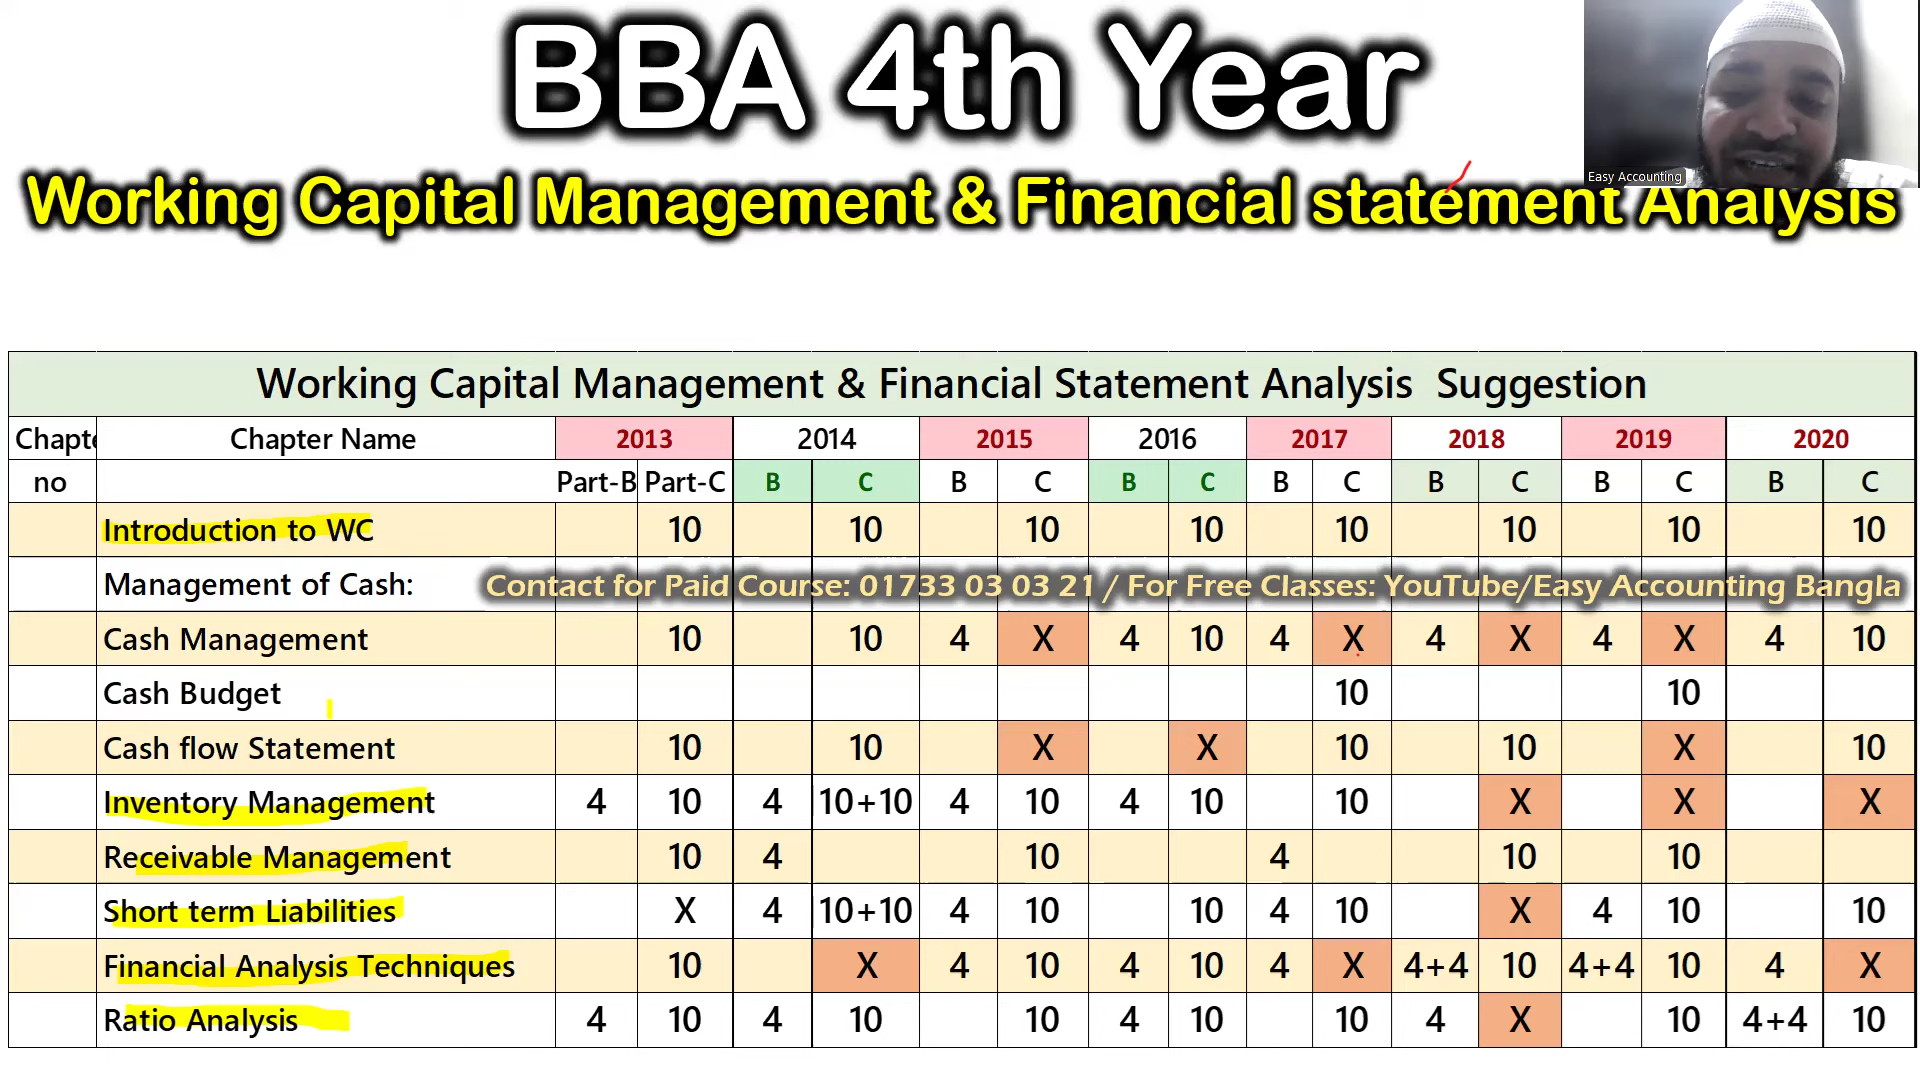 BBA 4th Year
Easy Accounting
Working Capital Management & Financial statement Analysis
Working Capital Management & Financial Statement Analysis Suggestion
Chapte Chapter Name 2013 2014 2015 2016 2017 2018 2019 2020
no Part-B Part-C B C B C B C B C B C B C B C
Introduction to WC 10 10 10 10 10 10 10 10
Management of Cash: Contact for Paid Course: 01733 03 03 21 / For Free Classes: YouTube/Easy Accounting Bangla
Cash Management 10 10 4 X 4 10 4 X 4 X 4 X 4 10
Cash Budget 10 10
Cash flow Statement 10 10 X X 10 10 X 10
Inventory Management 4 10 4 10+10 4 10 4 10 10 X X X
Receivable Management 10 4 10 4 10 10
Short term Liabilities X 4 10+10 4 10 10 4 10 X 4 10 10
Financial Analysis Techniques 10 X 4 10 4 10 4 X 4+4 10 4+4 10 4 X
Ratio Analysis 4 10 4 10 10 4 10 10 4 X 10 4+4 10